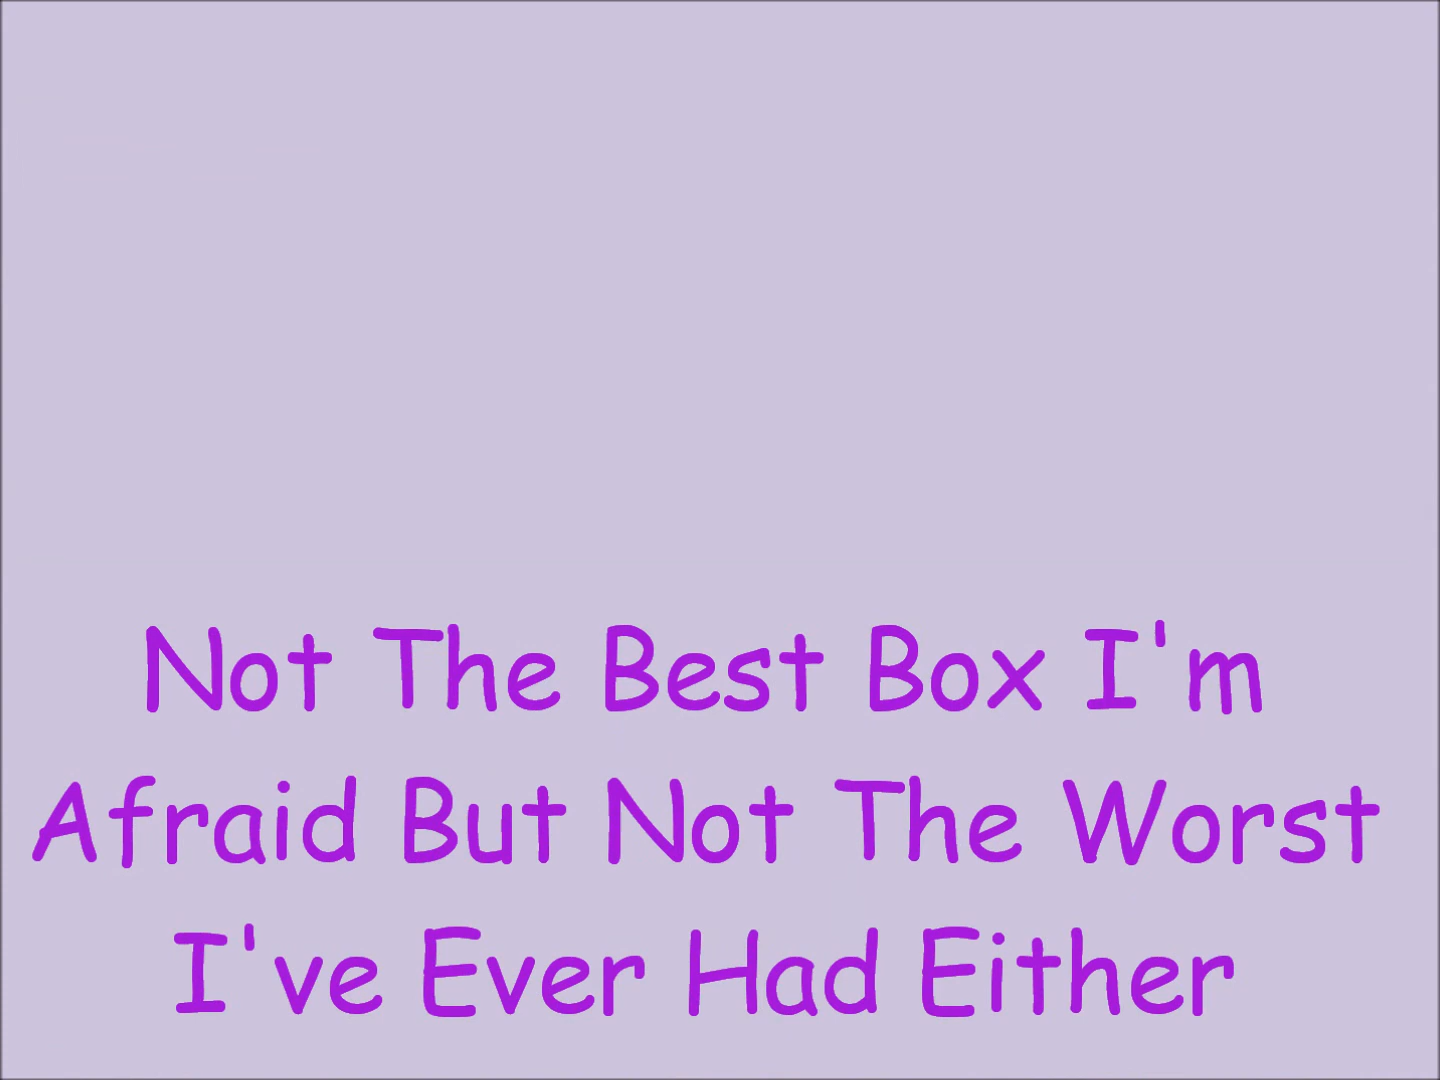 Not The Best Box I'm
Afraid But Not The Worst
I've Ever Had Either